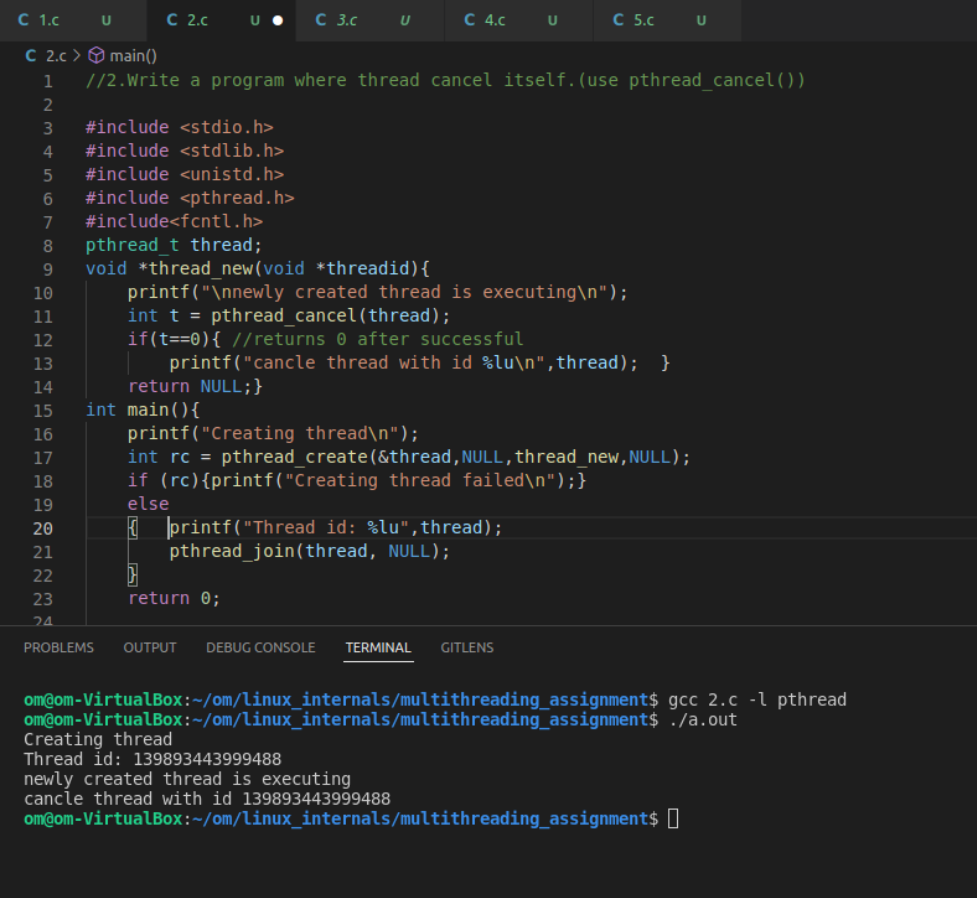 C 1.c U C 2.c U ● C 3.c U C 4.c U C 5.c U
C 2.c > main()
1 //2.Write a program where thread cancel itself.(use pthread_cancel())
2
3 #include <stdio.h>
4 #include <stdlib.h>
5 #include <unistd.h>
6 #include <pthread.h>
7 #include<fcntl.h>
8 pthread_t thread;
9 void *thread_new(void *threadid){
10     printf("\nnewly created thread is executing\n");
11     int t = pthread_cancel(thread);
12     if(t==0){ //returns 0 after successful
13         printf("cancle thread with id %lu\n",thread);  }
14     return NULL;}
15 int main(){
16     printf("Creating thread\n");
17     int rc = pthread_create(&thread,NULL,thread_new,NULL);
18     if (rc){printf("Creating thread failed\n");}
19     else
20     {   printf("Thread id: %lu",thread);
21         pthread_join(thread, NULL);
22     }
23     return 0;
24
PROBLEMS OUTPUT DEBUG CONSOLE TERMINAL GITLENS
om@om-VirtualBox:~/om/linux_internals/multithreading_assignment$ gcc 2.c -l pthread
om@om-VirtualBox:~/om/linux_internals/multithreading_assignment$ ./a.out
Creating thread
Thread id: 139893443999488
newly created thread is executing
cancle thread with id 139893443999488
om@om-VirtualBox:~/om/linux_internals/multithreading_assignment$